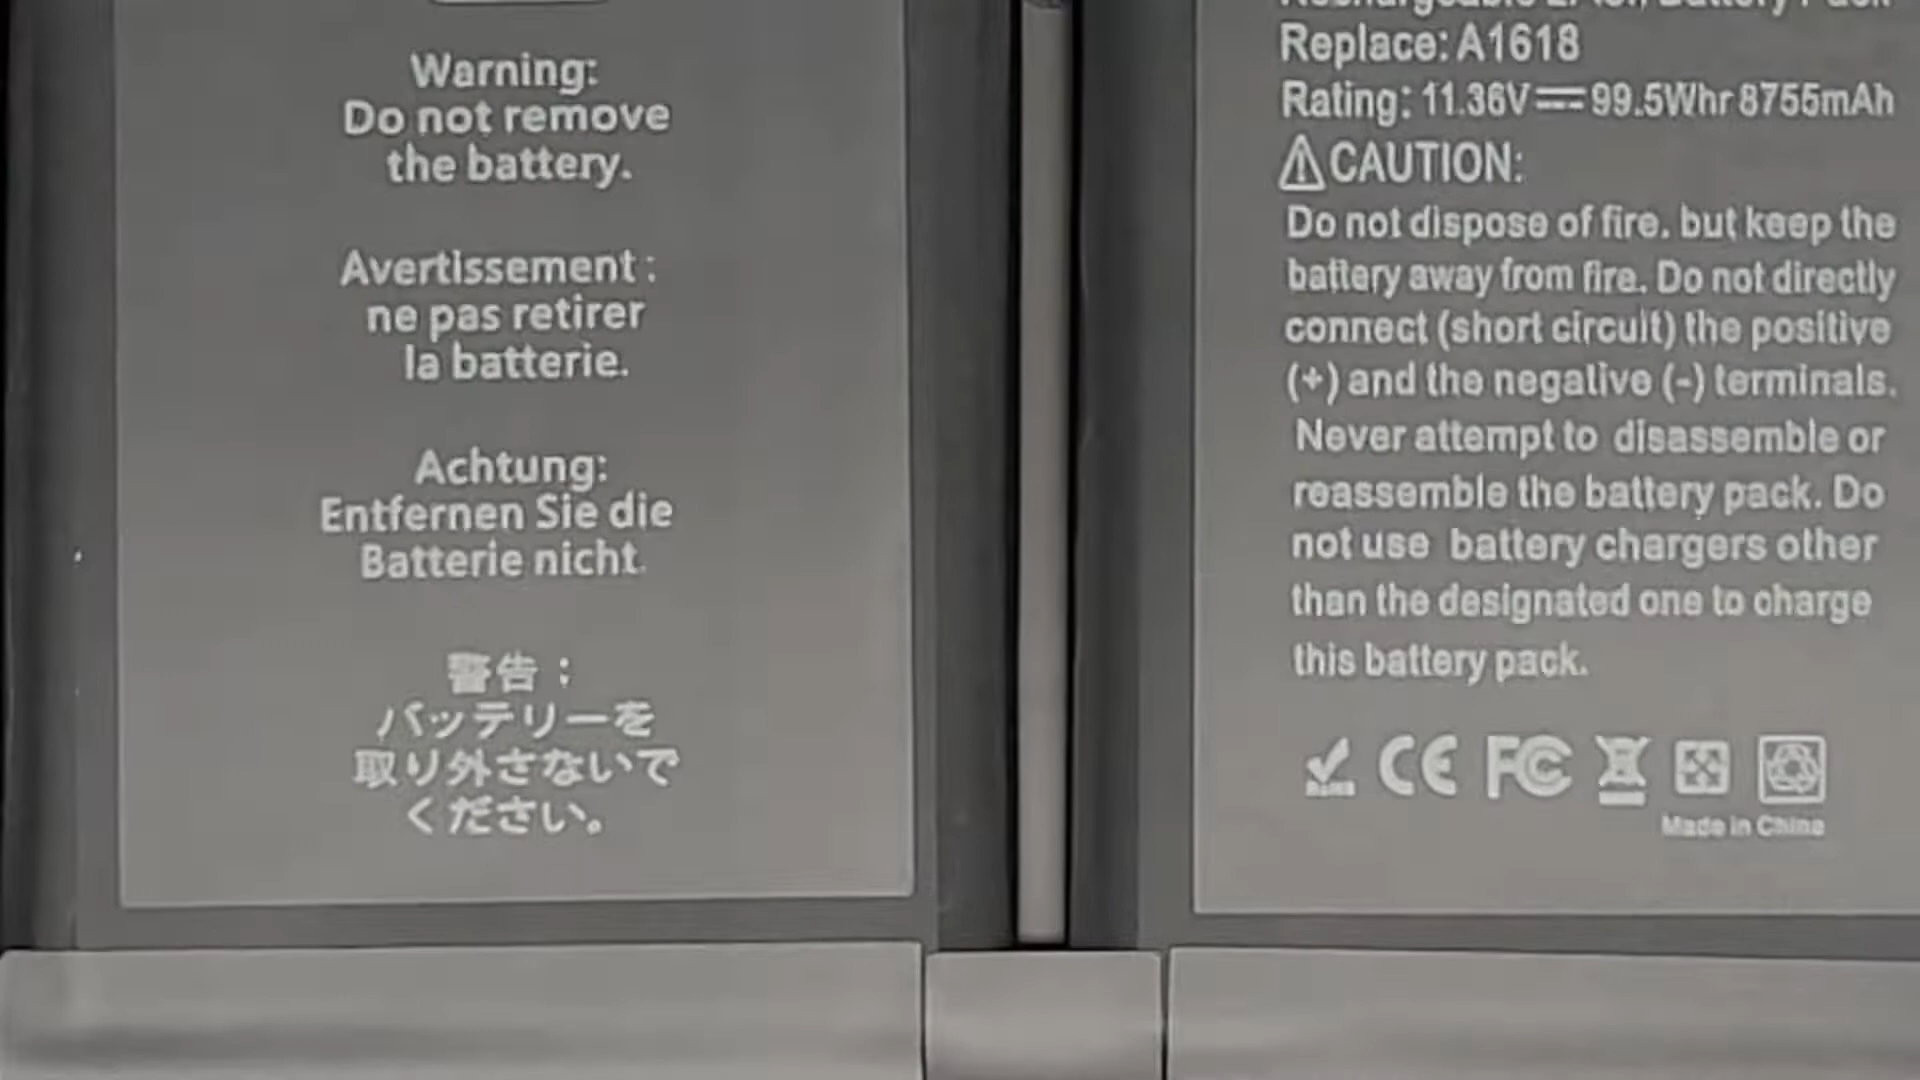 Warning:
Do not remove
the battery.
Avertissement :
ne pas retirer
la batterie.
Achtung:
Entfernen Sie die
Batterie nicht.
警告：
バッテリーを
取り外さないで
ください。
Rechargeable Battery Pack
Replace: A1618
Rating: 11.36V⎓99.5Whr 8755mAh
⚠CAUTION:
Do not dispose of fire. but keep the
battery away from fire. Do not directly
connect (short circuit) the positive
(+) and the negative (-) terminals.
Never attempt to disassemble or
reassemble the battery pack. Do
not use battery chargers other
than the designated one to charge
this battery pack.
RoHS CE FC
Made in China